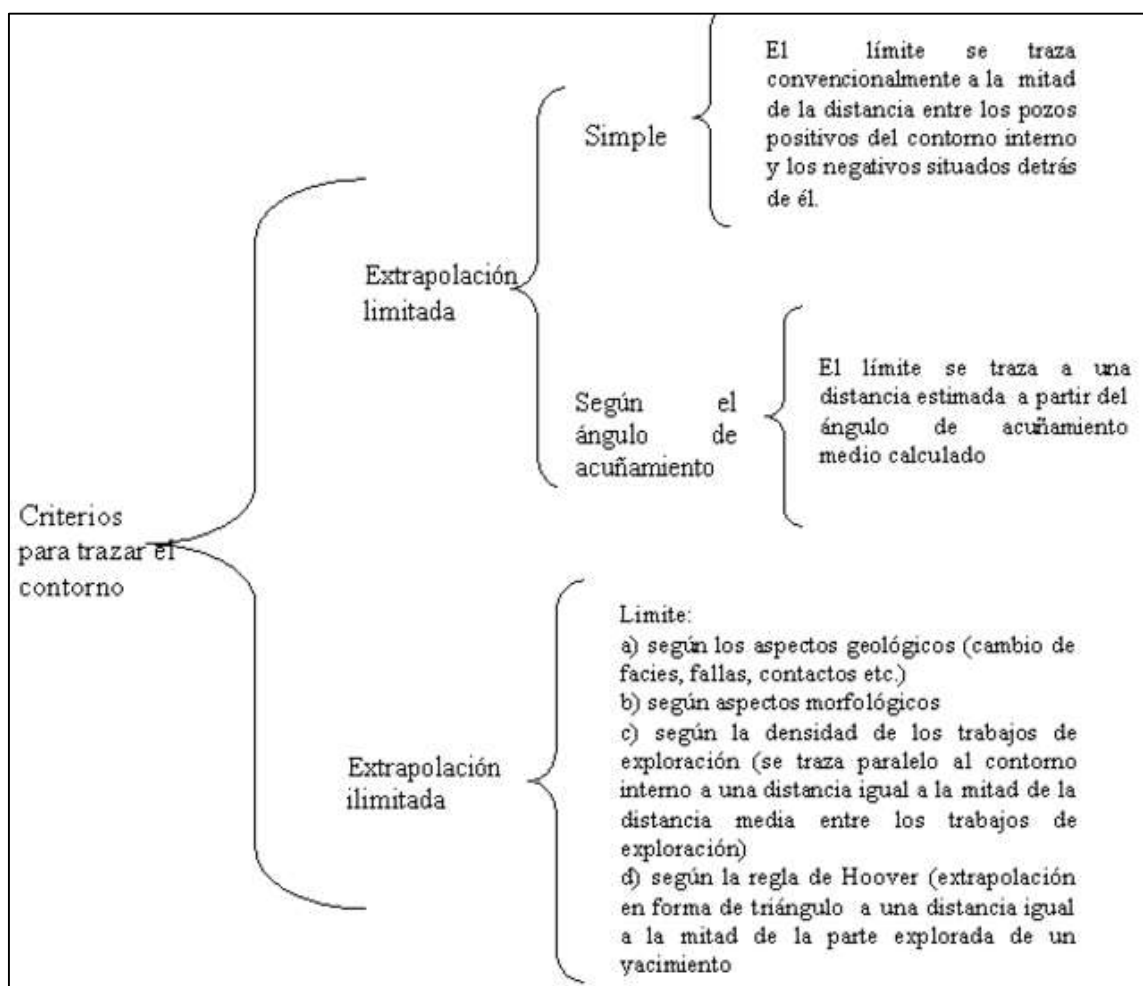 Criterios
para trazar el
contorno
Extrapolación
limitada
Simple
El límite se traza
convencionalmente a la mitad
de la distancia entre los pozos
positivos del contorno interno
y los negativos situados detrás
de él.
Según el
ángulo de
acuñamiento
El límite se traza a una
distancia estimada a partir del
ángulo de acuñamiento
medio calculado
Extrapolación
ilimitada
Limite:
a) según los aspectos geológicos (cambio de
facies, fallas, contactos etc.)
b) según aspectos morfológicos
c) según la densidad de los trabajos de
exploración (se traza paralelo al contorno
interno a una distancia igual a la mitad de la
distancia media entre los trabajos de
exploración)
d) según la regla de Hoover (extrapolación
en forma de triángulo a una distancia igual
a la mitad de la parte explorada de un
yacimiento